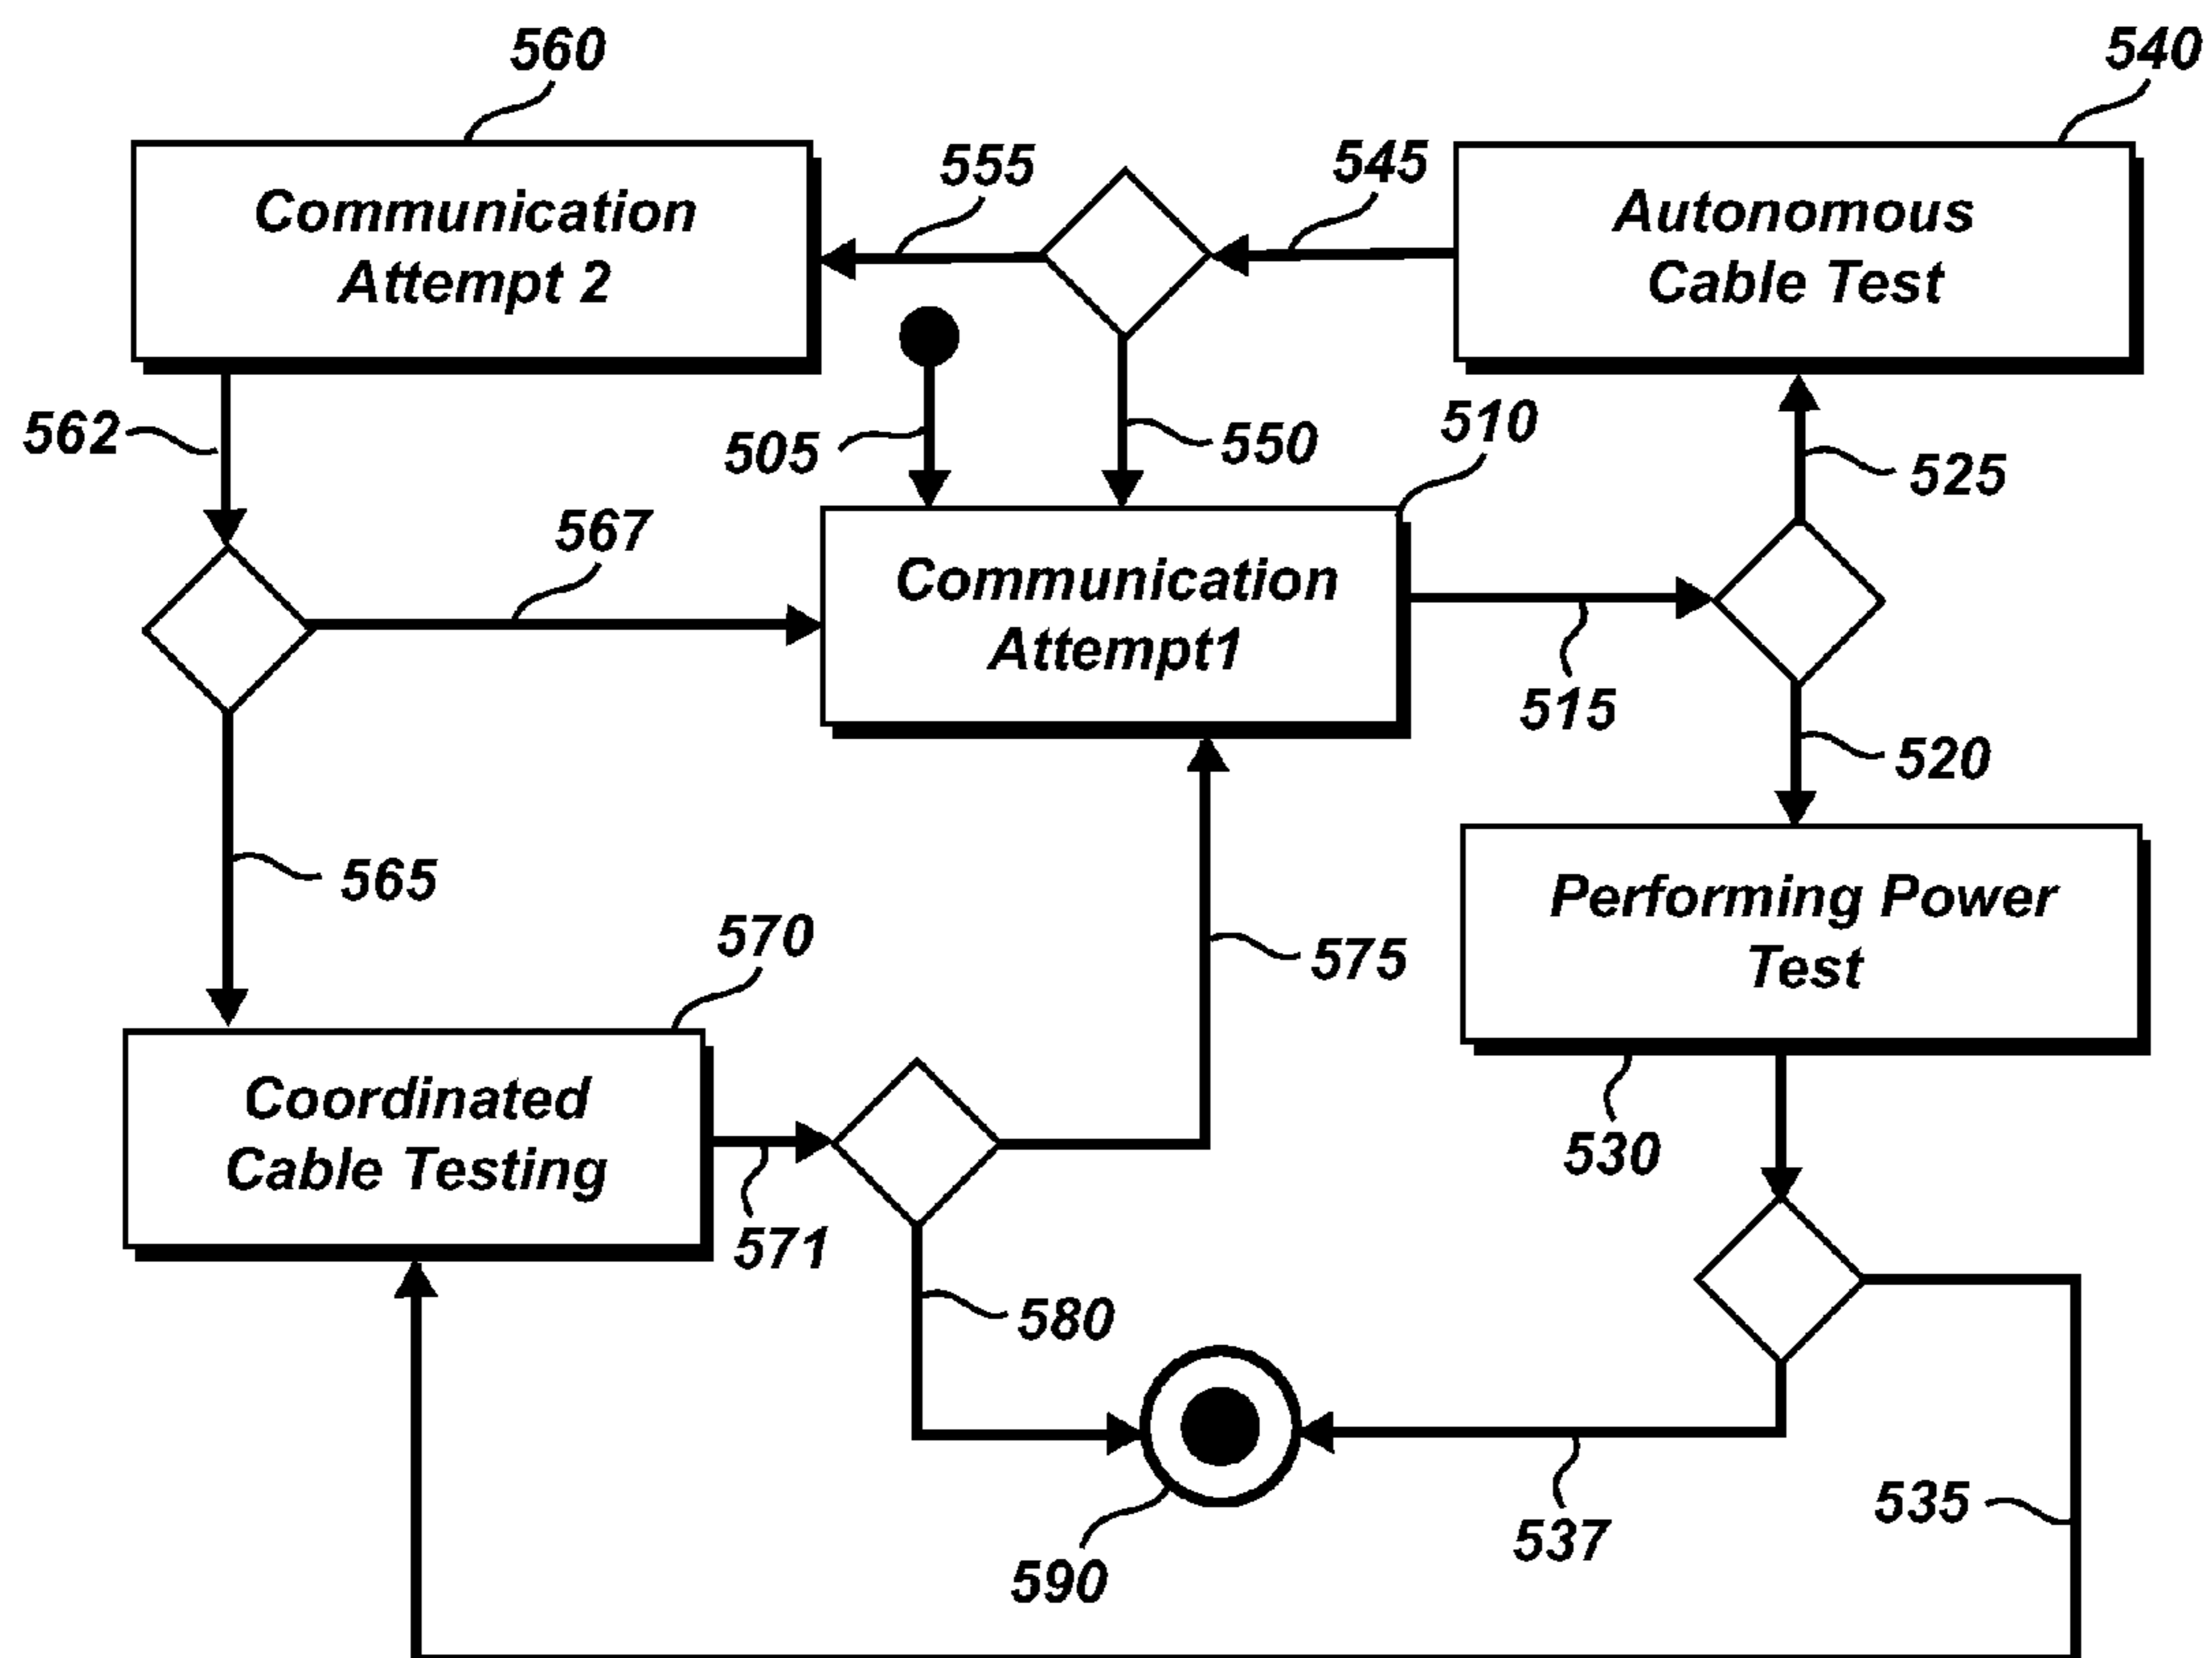 560
540
555
545
Communication
Attempt 2
Autonomous
Cable Test
562
505
550
510
525
567
Communication
Attempt1
515
520
565
570
575
Performing Power
Test
Coordinated
Cable Testing
571
530
580
535
537
590